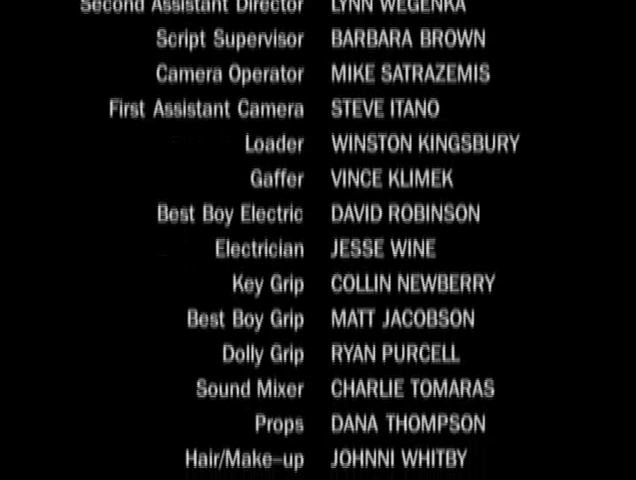 Second Assistant Director LYNN WEGENKA
Script Supervisor BARBARA BROWN
Camera Operator MIKE SATRAZEMIS
First Assistant Camera STEVE ITANO
Loader WINSTON KINGSBURY
Gaffer VINCE KLIMEK
Best Boy Electric DAVID ROBINSON
Electrician JESSE WINE
Key Grip COLLIN NEWBERRY
Best Boy Grip MATT JACOBSON
Dolly Grip RYAN PURCELL
Sound Mixer CHARLIE TOMARAS
Props DANA THOMPSON
Hair/Make-up JOHNNI WHITBY